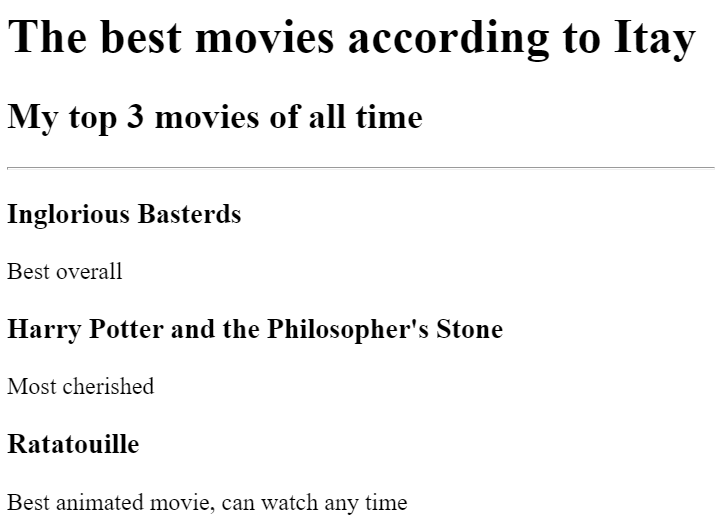 The best movies according to Itay
My top 3 movies of all time
Inglorious Basterds
Best overall
Harry Potter and the Philosopher's Stone
Most cherished
Ratatouille
Best animated movie, can watch any time